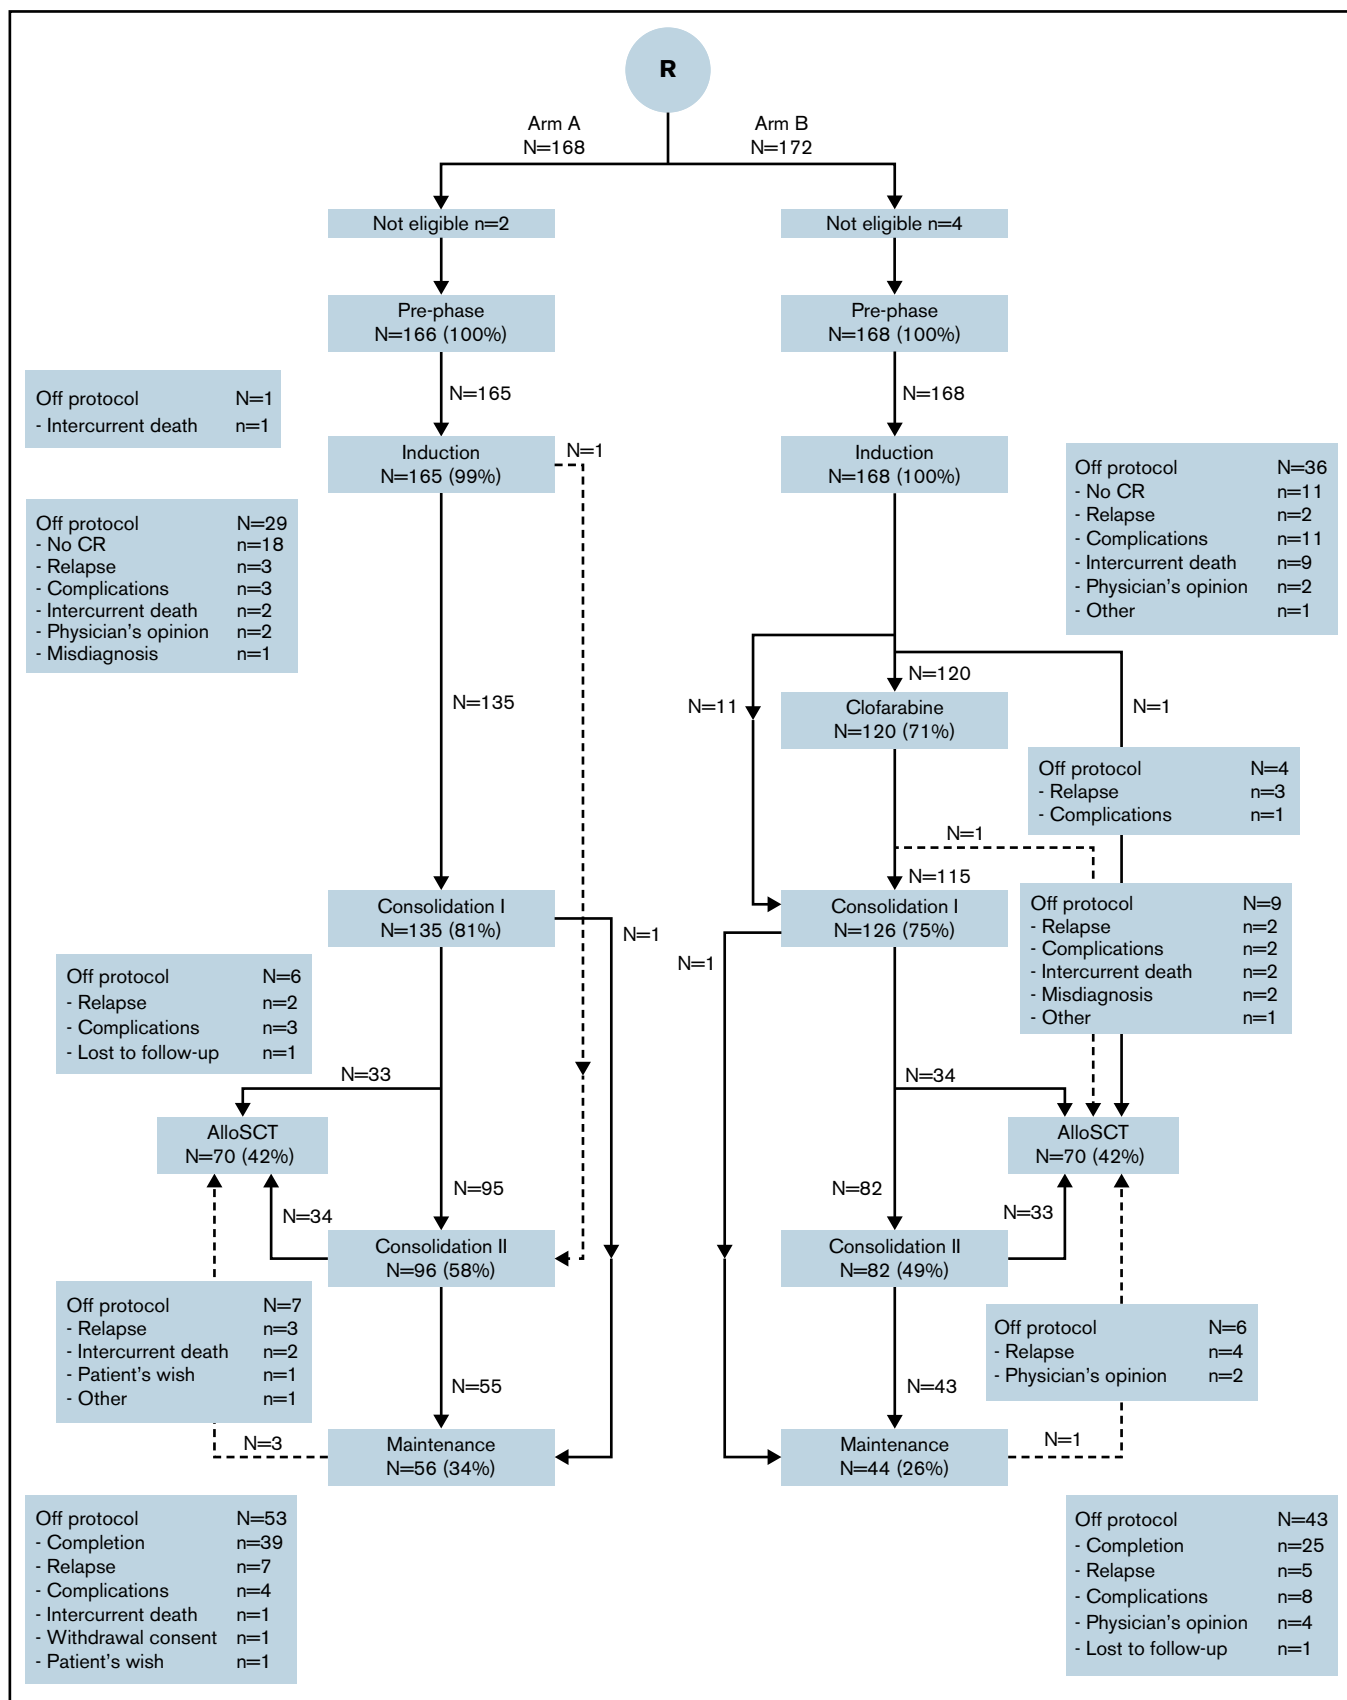 R
Arm A
N=168
Arm B
N=172
Not eligible n=2
Not eligible n=4
Pre-phase
N=166 (100%)
Pre-phase
N=168 (100%)
N=165
N=168
Off protocol N=1
- Intercurrent death n=1
Induction
N=165 (99%)
N=1
Induction
N=168 (100%)
Off protocol N=36
- No CR n=11
- Relapse n=2
- Complications n=11
- Intercurrent death n=9
- Physician's opinion n=2
- Other n=1
Off protocol N=29
- No CR n=18
- Relapse n=3
- Complications n=3
- Intercurrent death n=2
- Physician's opinion n=2
- Misdiagnosis n=1
N=135
N=11
N=120
N=1
Clofarabine
N=120 (71%)
Off protocol N=4
- Relapse n=3
- Complications n=1
N=1
N=115
Consolidation I
N=135 (81%)
N=1
Consolidation I
N=126 (75%)
N=1
Off protocol N=9
- Relapse n=2
- Complications n=2
- Intercurrent death n=2
- Misdiagnosis n=2
- Other n=1
Off protocol N=6
- Relapse n=2
- Complications n=3
- Lost to follow-up n=1
N=33
N=34
AlloSCT
N=70 (42%)
AlloSCT
N=70 (42%)
N=95
N=82
N=34
N=33
Consolidation II
N=96 (58%)
Consolidation II
N=82 (49%)
Off protocol N=7
- Relapse n=3
- Intercurrent death n=2
- Patient's wish n=1
- Other n=1
Off protocol N=6
- Relapse n=4
- Physician's opinion n=2
N=55
N=43
N=3
Maintenance
N=56 (34%)
Maintenance
N=44 (26%)
N=1
Off protocol N=53
- Completion n=39
- Relapse n=7
- Complications n=4
- Intercurrent death n=1
- Withdrawal consent n=1
- Patient's wish n=1
Off protocol N=43
- Completion n=25
- Relapse n=5
- Complications n=8
- Physician's opinion n=4
- Lost to follow-up n=1